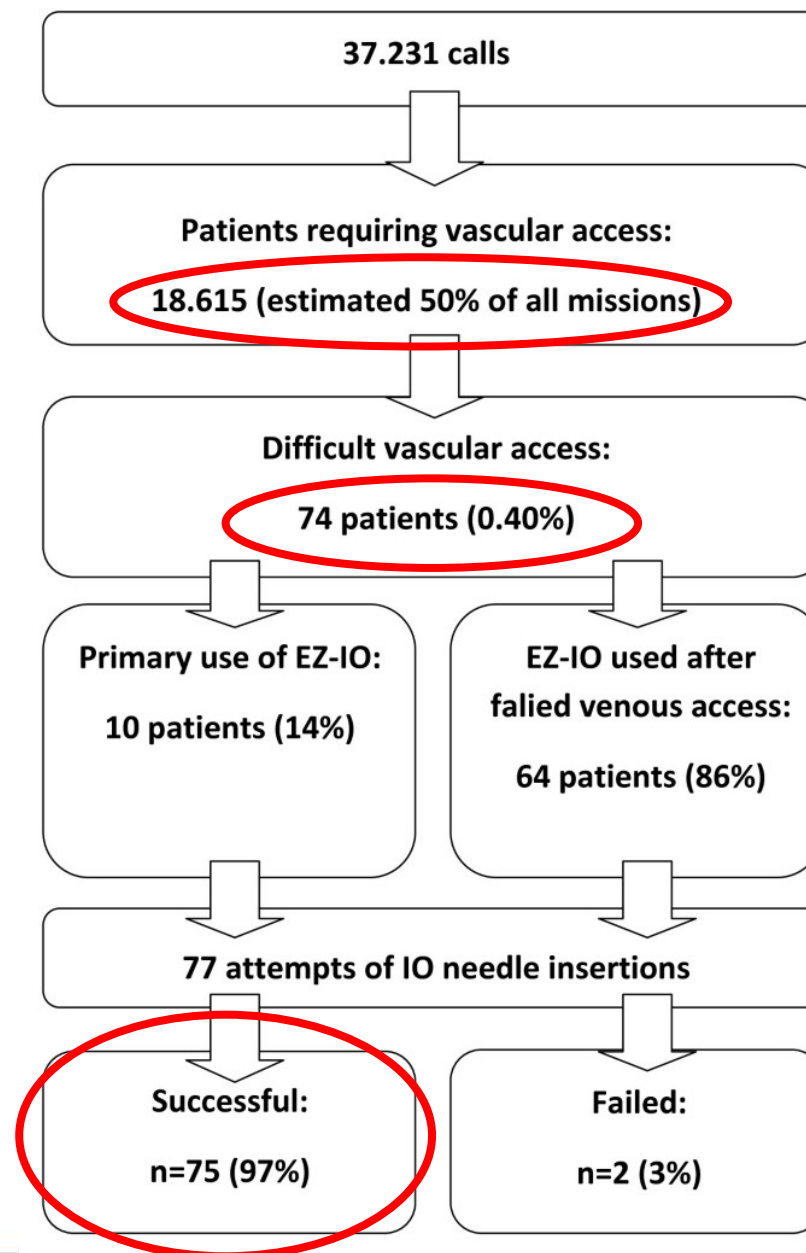 37.231 calls
Patients requiring vascular access:
18.615 (estimated 50% of all missions)
Difficult vascular access:
74 patients (0.40%)
Primary use of EZ-IO:
10 patients (14%)
EZ-IO used after
falied venous access:
64 patients (86%)
77 attempts of IO needle insertions
Successful:
n=75 (97%)
Failed:
n=2 (3%)